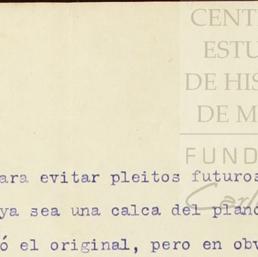 CENT
ESTU
DE HIS
DE M
FUND
Carl
ara evitar pleitos futuros
ya sea una calca del plano
ó el original, pero en obv